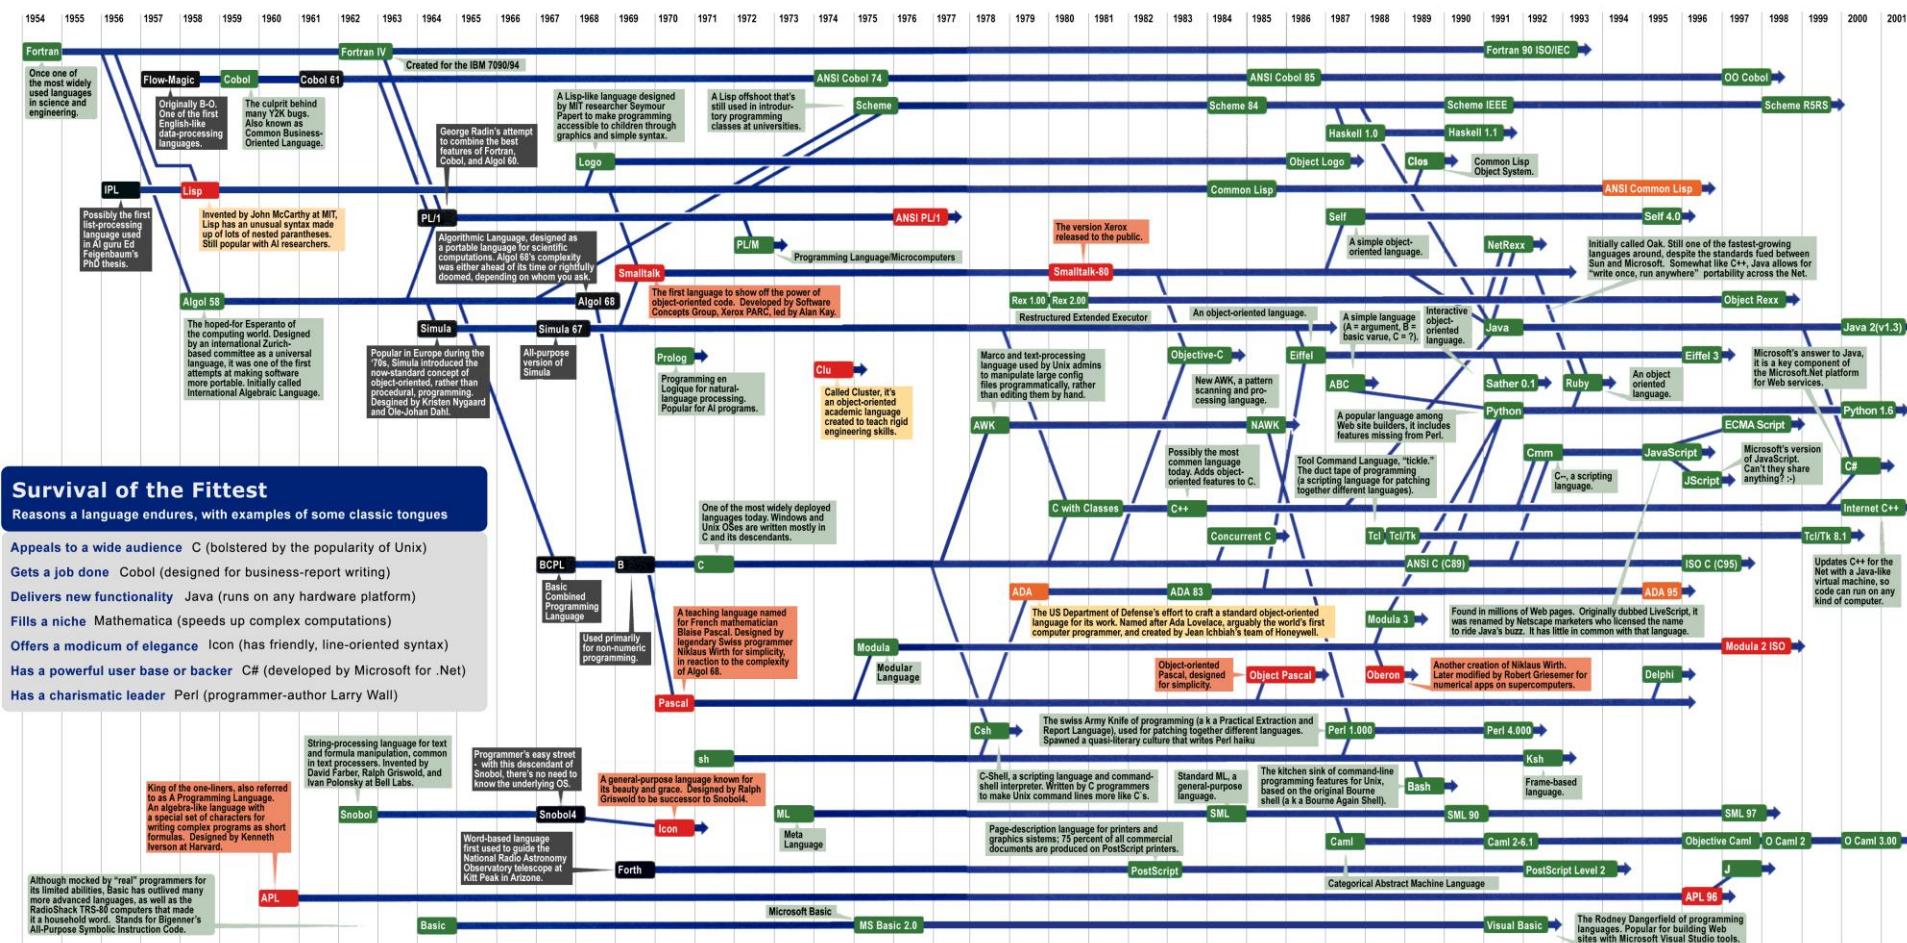 1954 1955 1956 1957 1958 1959 1960 1961 1962 1963 1964 1965 1966 1967 1968 1969 1970 1971 1972 1973 1974 1975 1976 1977 1978 1979 1980 1981 1982 1983 1984 1985 1986 1987 1988 1989 1990 1991 1992 1993 1994 1995 1996 1997 1998 1999 2000 2001
Fortran
Fortran IV
Fortran 90 ISO/IEC
Once one of
the most widely
used languages
in science and
engineering.
Created for the IBM 7090/94
Flow-Magic
Cobol
Cobol 61
ANSI Cobol 74
ANSI Cobol 85
OO Cobol
Originally B-O.
One of the first
English-like
data-processing
languages.
The culprit behind
many Y2K bugs.
Also known as
Common Business-
Oriented Language.
A Lisp-like language designed
by MIT researcher Seymour
Papert to make programming
accessible to children through
graphics and simple syntax.
A Lisp offshoot that's
still used in introdur-
tory programming
classes at universities.
Scheme
Scheme 84
Scheme IEEE
Scheme R5RS
Haskell 1.0
Haskell 1.1
George Radin's attempt
to combine the best
features of Fortran,
Cobol, and Algol 60.
Logo
Object Logo
Clos
Common Lisp
Object System.
IPL
Lisp
Common Lisp
ANSI Common Lisp
Possibly the first
list-processing
language used
in AI guru Ed
Feigenbaum's
PhD thesis.
Invented by John McCarthy at MIT,
Lisp has an unusual syntax made
up of lots of nested parantheses.
Still popular with AI researchers.
PL/1
ANSI PL/1
Self
Self 4.0
PL/M
Programming Language/Microcomputers
The version Xerox
released to the public.
A simple object-
oriented language.
NetRexx
Initially called Oak. Still one of the fastest-growing
languages around, despite the standards fued between
Sun and Microsoft. Somewhat like C++, Java allows for
"write once, run anywhere" portability across the Net.
Algorithmic Language, designed as
a portable language for scientific
computations. Algol 68's complexity
was either ahead of its time or rightfully
doomed, depending on whom you ask.
Smalltalk
Smalltalk-80
The first language to show off the power of
object-oriented code. Developed by Software
Concepts Group, Xerox PARC, led by Alan Kay.
Algol 58
Algol 68
Rex 1.00
Rex 2.00
Object Rexx
Restructured Extended Executor
The hoped-for Esperanto of
the computing world. Designed
by an international Zurich-
based committee as a universal
language, it was one of the first
attempts at making software
more portable. Initially called
International Algebraic Language.
Simula
Simula 67
An object-oriented language.
A simple language
(A = argument, B =
basic varue, C = ?).
Interactive
object-
oriented
language.
Java
Java 2(v1.3)
Popular in Europe during the
'70s, Simula introduced the
now-standard concept of
object-oriented, rather than
procedural, programming.
Desgined by Kristen Nygaard
and Ole-Johan Dahl.
All-purpose
version of
Simula
Prolog
Programming en
Logique for natural-
language processing.
Popular for AI programs.
Clu
Called Cluster, it's
an object-oriented
academic language
created to teach rigid
engineering skills.
Marco and text-processing
language used by Unix admins
to manipulate large config
files programmatically, rather
than editing them by hand.
Objective-C
Eiffel
Eiffel 3
New AWK, a pattern
scanning and pro-
cessing language.
ABC
Sather 0.1
Ruby
An object
oriented
language.
Microsoft's answer to Java,
it is a key component of
the Microsoft.Net platform
for Web services.
A popular language among
Web site builders, it includes
features missing from Perl.
Python
Python 1.6
AWK
NAWK
ECMA Script
Possibly the most
commen language
today. Adds object-
oriented features to C.
Tool Command Language, "tickle."
The duct tape of programming
(a scripting language for patching
together different languages).
Cmm
C--, a scripting
language.
JavaScript
JScript
Microsoft's version
of JavaScript.
Can't they share
anything? :-)
C#
Survival of the Fittest
Reasons a language endures, with examples of some classic tongues
Appeals to a wide audience C (bolstered by the popularity of Unix)
Gets a job done Cobol (designed for business-report writing)
Delivers new functionality Java (runs on any hardware platform)
Fills a niche Mathematica (speeds up complex computations)
Offers a modicum of elegance Icon (has friendly, line-oriented syntax)
Has a powerful user base or backer C# (developed by Microsoft for .Net)
Has a charismatic leader Perl (programmer-author Larry Wall)
One of the most widely deployed
languages today. Windows and
Unix OSes are written mostly in
C and its descendants.
C with Classes
C++
Internet C++
Concurrent C
Tcl
Tcl/Tk
Tcl/Tk 8.1
BCPL
B
C
ANSI C (C89)
ISO C (C95)
Updates C++ for the
Net with a Java-like
virtual machine, so
code can run on any
kind of computer.
Basic
Combined
Programming
Language
Used primarily
for non-numeric
programming.
ADA
ADA 83
ADA 95
The US Department of Defense's effort to craft a standard object-oriented
language for its work. Named after Ada Lovelace, arguably the world's first
computer programmer, and created by Jean Ichbiah's team of Honeywell.
A teaching language named
for French mathematician
Blaise Pascal. Designed by
legendary Swiss programmer
Niklaus Wirth for simplicity,
in reaction to the complexity
of Algol 68.
Modula 3
Found in millions of Web pages. Originally dubbed LiveScript, it
was renamed by Netscape marketers who licensed the name
to ride Java's buzz. It has little in common with that language.
Modula
Modula 2 ISO
Modular
Language
Object-oriented
Pascal, designed
for simplicity.
Object Pascal
Oberon
Another creation of Niklaus Wirth.
Later modified by Robert Griesemer for
numerical apps on supercomputers.
Delphi
Pascal
Csh
The swiss Army Knife of programming (a k a Practical Extraction and
Report Language), used for patching together different languages.
Spawned a quasi-literary culture that writes Perl haiku
Perl 1.000
Perl 4.000
String-processing language for text
and formula manipulation, common
in text processers. Invented by
David Farber, Ralph Griswold, and
Ivan Polonsky at Bell Labs.
Programmer's easy street
- with this descendant of
Snobol, there's no need to
know the underlying OS.
sh
Ksh
King of the one-liners, also referred
to as A Programming Language.
An algebra-like language with
a special set of characters for
writing complex programs as short
formulas. Designed by Kenneth
Iverson at Harvard.
A general-purpose language known for
its beauty and grace. Designed by Ralph
Griswold to be successor to Snobol4.
C-Shell, a scripting language and command-
shell interpreter. Written by C programmers
to make Unix command lines more like C`s.
Standard ML, a
general-purpose
language.
The kitchen sink of command-line
programming features for Unix,
based on the original Bourne
shell (a k a Bourne Again Shell).
Bash
Frame-based
language.
Snobol
Snobol4
Icon
ML
SML
SML 90
SML 97
Meta
Language
Word-based language
first used to guide the
National Radio Astronomy
Observatory telescope at
Kitt Peak in Arizone.
Page-description language for printers and
graphics sistems; 75 percent of all commercial
documents are produced on PostScript printers.
Caml
Caml 2-6.1
Objective Caml
O Caml 2
O Caml 3.00
Forth
PostScript
PostScript Level 2
J
Categorical Abstract Machine Language
Although mocked by "real" programmers for
its limited abilities, Basic has outlived many
more advanced languages, as well as the
RadioShack TRS-80 computers that made
it a household word. Stands for Bigenner's
All-Purpose Symbolic Instruction Code.
APL
APL 96
Microsoft Basic
Basic
MS Basic 2.0
Visual Basic
The Rodney Dangerfield of programming
languages. Popular for building Web
sites with Microsoft Visual Studio tools.